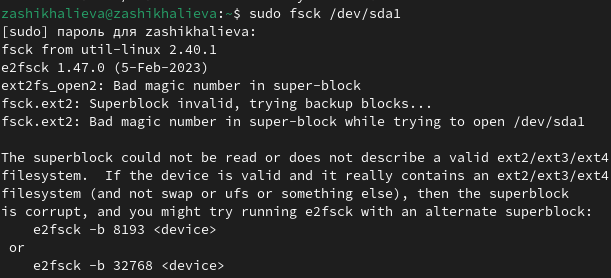 zashikhalieva@zashikhalieva:~$ sudo fsck /dev/sda1
[sudo] пароль для zashikhalieva:
fsck from util-linux 2.40.1
e2fsck 1.47.0 (5-Feb-2023)
ext2fs_open2: Bad magic number in super-block
fsck.ext2: Superblock invalid, trying backup blocks...
fsck.ext2: Bad magic number in super-block while trying to open /dev/sda1

The superblock could not be read or does not describe a valid ext2/ext3/ext4
filesystem.  If the device is valid and it really contains an ext2/ext3/ext4
filesystem (and not swap or ufs or something else), then the superblock
is corrupt, and you might try running e2fsck with an alternate superblock:
    e2fsck -b 8193 <device>
 or
    e2fsck -b 32768 <device>